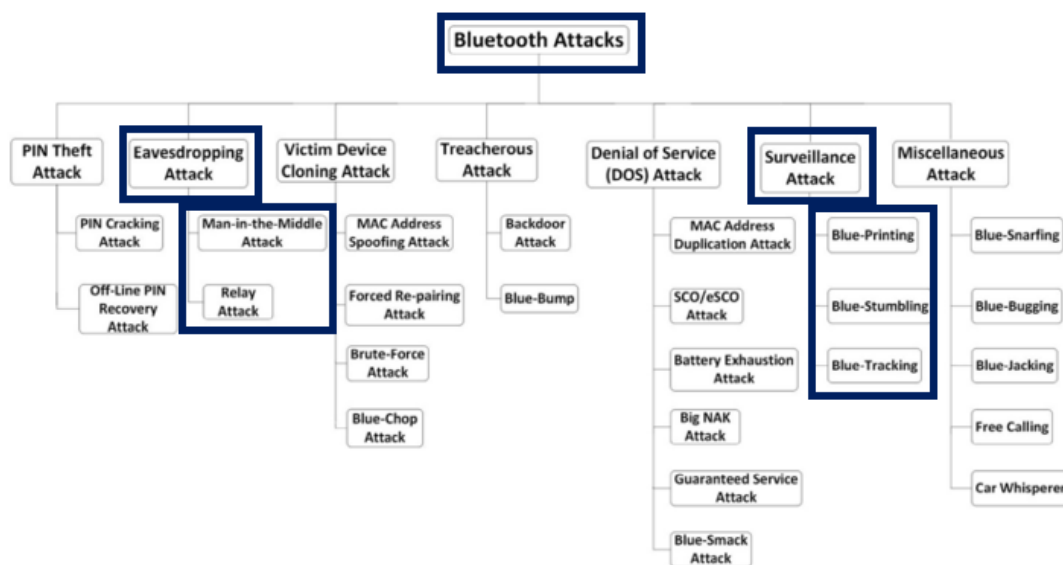 Bluetooth Attacks
PIN Theft
Attack
Eavesdropping
Attack
Victim Device
Cloning Attack
Treacherous
Attack
Denial of Service
(DOS) Attack
Surveillance
Attack
Miscellaneous
Attack
PIN Cracking
Attack
Off-Line PIN
Recovery
Attack
Man-in-the-Middle
Attack
Relay
Attack
MAC Address
Spoofing Attack
Forced Re-pairing
Attack
Brute-Force
Attack
Blue-Chop
Attack
Backdoor
Attack
Blue-Bump
MAC Address
Duplication Attack
SCO/eSCO
Attack
Battery Exhaustion
Attack
Big NAK
Attack
Guaranteed Service
Attack
Blue-Smack
Attack
Blue-Printing
Blue-Stumbling
Blue-Tracking
Blue-Snarfing
Blue-Bugging
Blue-Jacking
Free Calling
Car Whisperer